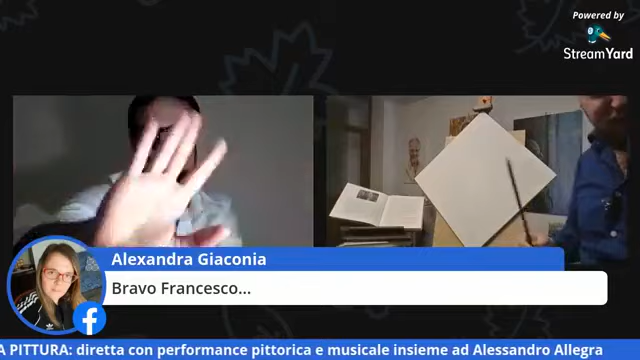 Powered by
StreamYard
Alexandra Giaconia
Bravo Francesco...
A PITTURA: diretta con performance pittorica e musicale insieme ad Alessandro Allegra